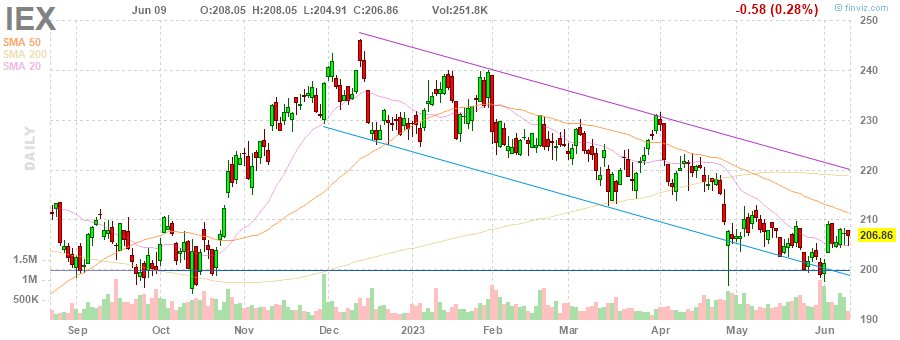 IEX Jun 09 O:208.05 H:208.05 L:204.91 C:206.86 Vol:251.8K -0.58 (0.28%) © finviz.com
SMA 50
SMA 200
SMA 20
DAILY
250
240
230
220
210
206.86
200
190
1.5M
1M
500K
Sep Oct Nov Dec 2023 Feb Mar Apr May Jun